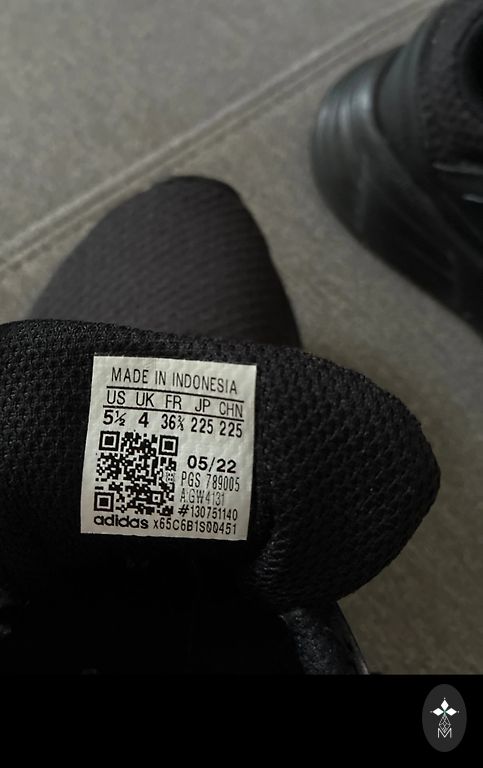 MADE IN INDONESIA
US UK FR JP CHN
5½ 4 36⅔ 225 225
05/22
PGS 789005
A:GW4131
#130751140
adidas x65C6B1S00451
M